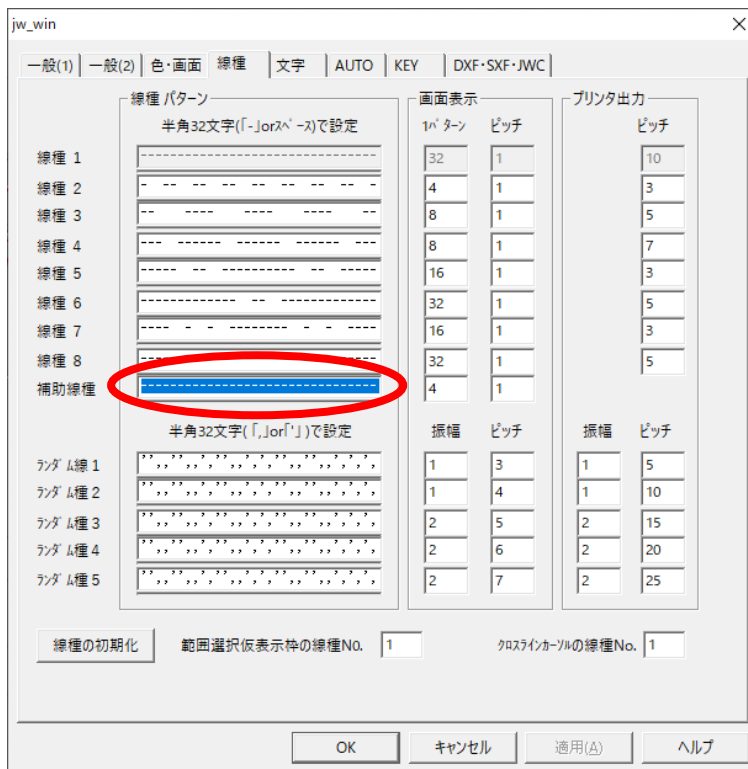 jw_win
一般(1) 一般(2) 色・画面 線種 文字 AUTO KEY DXF・SXF・JWC
線種 パターン 画面表示 プリンタ出力
半角32文字(「-」orｽﾍﾟｰｽ)で設定 1ﾊﾟﾀｰﾝ ピッチ ピッチ
線種 1 -------------------------------- 32 1 10
線種 2 -  --  --  --  --  --  --  --  - 4 1 3
線種 3 --    ----    ----    ----    -- 8 1 5
線種 4 ---  ------  ------  ------  --- 8 1 7
線種 5 -----  --  ----------  --  ----- 16 1 3
線種 6 -------------  --  ------------- 32 1 5
線種 7 ----  -  -  --------  -  -  ---- 16 1 3
線種 8 32 1 5
補助線種 -------------------------------- 4 1
半角32文字(「,」or「'」)で設定 振幅 ピッチ 振幅 ピッチ
ﾗﾝﾀﾞﾑ線 1 '',,'',,',',',,'',,'',,',',',',', 1 3 1 5
ﾗﾝﾀﾞﾑ種 2 '',,'',,',',',,'',,'',,',',',',', 1 4 1 10
ﾗﾝﾀﾞﾑ種 3 '',,'',,',',',,'',,'',,',',',',', 2 5 2 15
ﾗﾝﾀﾞﾑ種 4 '',,'',,',',',,'',,'',,',',',',', 2 6 2 20
ﾗﾝﾀﾞﾑ種 5 '',,'',,',',',,'',,'',,',',',',', 2 7 2 25
線種の初期化 範囲選択仮表示枠の線種N0. 1 ｸﾛｽﾗｲﾝｶｰｿﾙの線種No. 1
OK キャンセル 適用(A) ヘルプ